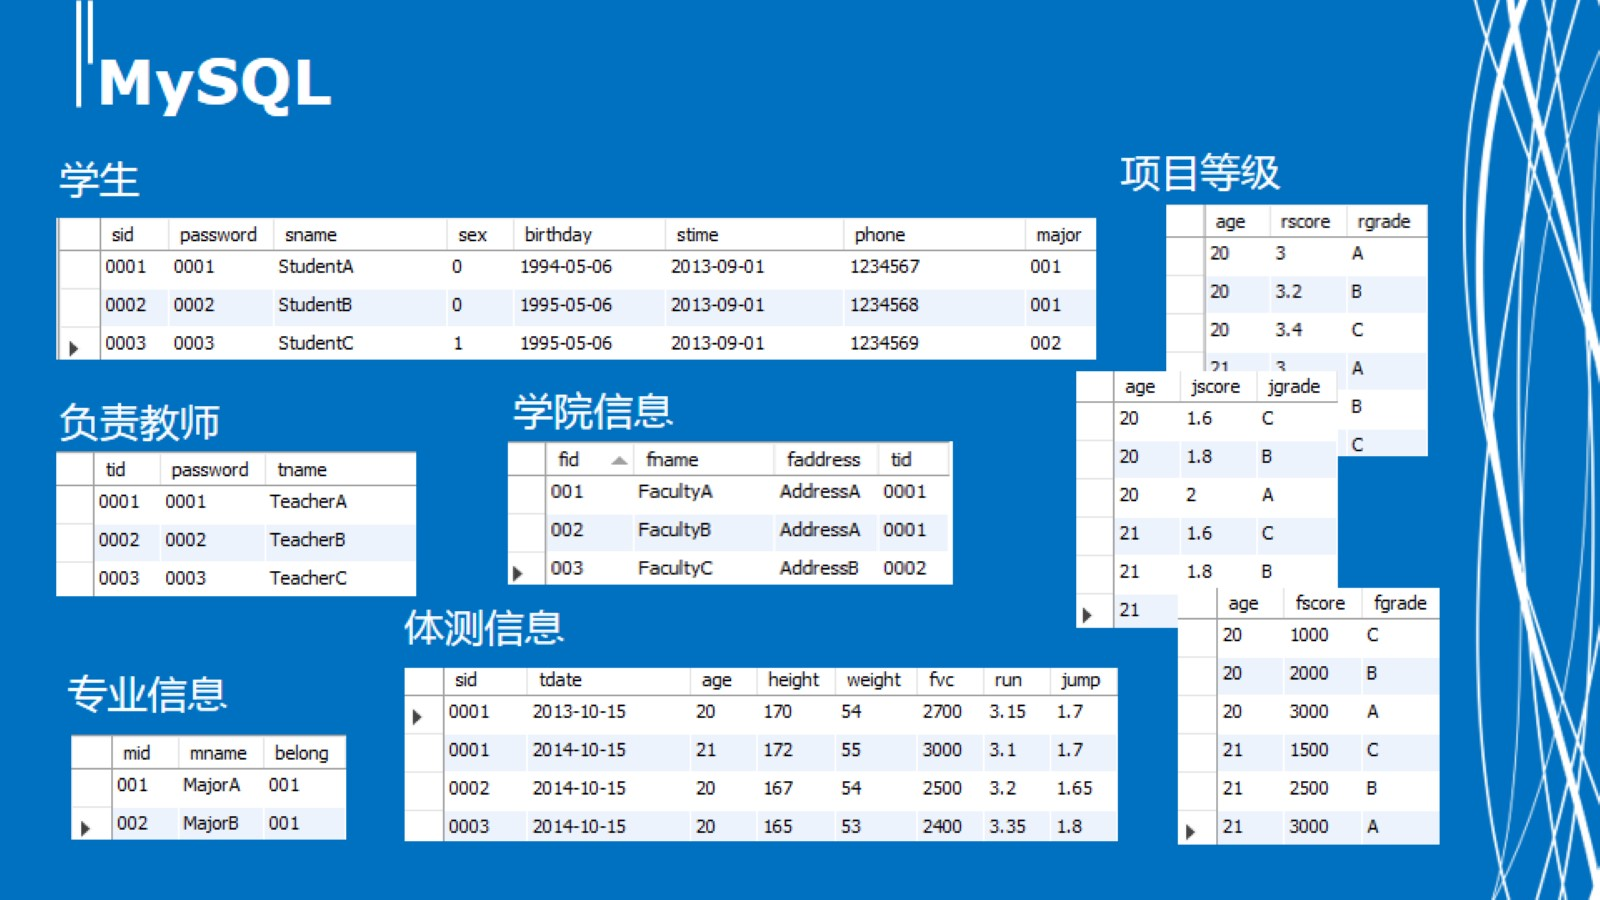 MySQL
学生
sid password sname sex birthday stime phone major
0001 0001 StudentA 0 1994-05-06 2013-09-01 1234567 001
0002 0002 StudentB 0 1995-05-06 2013-09-01 1234568 001
0003 0003 StudentC 1 1995-05-06 2013-09-01 1234569 002
项目等级
age rscore rgrade
20 3 A
20 3.2 B
20 3.4 C
21 3 A
B
C
age jscore jgrade
20 1.6 C
20 1.8 B
20 2 A
21 1.6 C
21 1.8 B
21
age fscore fgrade
20 1000 C
20 2000 B
20 3000 A
21 1500 C
21 2500 B
21 3000 A
负责教师
tid password tname
0001 0001 TeacherA
0002 0002 TeacherB
0003 0003 TeacherC
学院信息
fid fname faddress tid
001 FacultyA AddressA 0001
002 FacultyB AddressA 0001
003 FacultyC AddressB 0002
专业信息
mid mname belong
001 MajorA 001
002 MajorB 001
体测信息
sid tdate age height weight fvc run jump
0001 2013-10-15 20 170 54 2700 3.15 1.7
0001 2014-10-15 21 172 55 3000 3.1 1.7
0002 2014-10-15 20 167 54 2500 3.2 1.65
0003 2014-10-15 20 165 53 2400 3.35 1.8